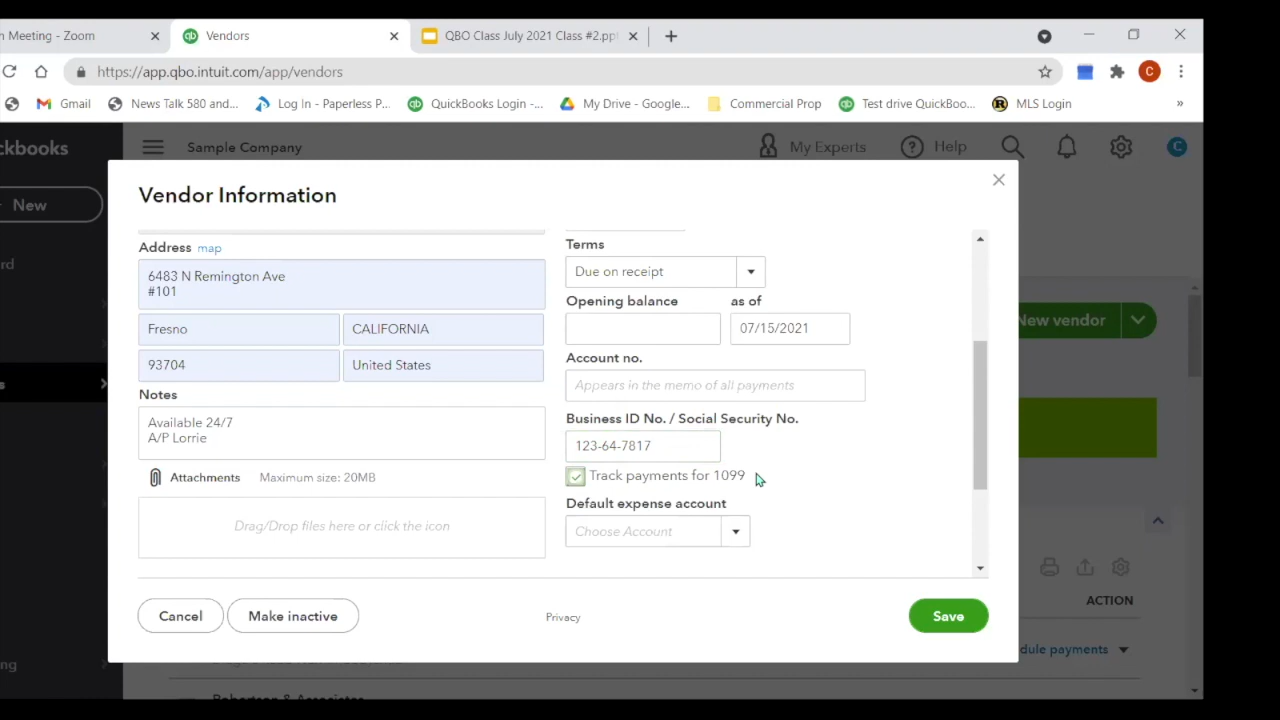 n Meeting - Zoom
Vendors
QBO Class July 2021 Class #2.ppt
https://app.qbo.intuit.com/app/vendors
C
Gmail
News Talk 580 and...
Log In - Paperless P...
QuickBooks Login -...
My Drive - Google...
Commercial Prop
Test drive QuickBoo...
MLS Login
»
ckbooks
Sample Company
My Experts
Help
C
New
rd
s
ng
Vendor Information
Address map
6483 N Remington Ave
#101
Fresno
CALIFORNIA
93704
United States
Notes
Available 24/7
A/P Lorrie
Attachments
Maximum size: 20MB
Drag/Drop files here or click the icon
Terms
Due on receipt
Opening balance
as of
07/15/2021
Account no.
Appears in the memo of all payments
Business ID No. / Social Security No.
123-64-7817
Track payments for 1099
Default expense account
Choose Account
Cancel
Make inactive
Privacy
Save
New vendor
ACTION
dule payments